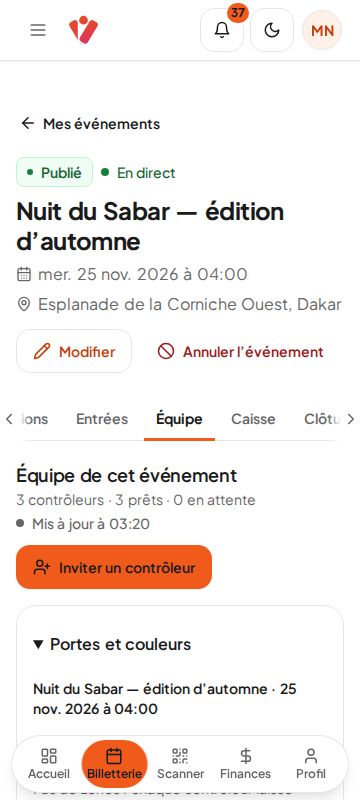 37
MN
Mes événements
Publié
En direct
Nuit du Sabar — édition
d’automne
mer. 25 nov. 2026 à 04:00
Esplanade de la Corniche Ouest, Dakar
Modifier
Annuler l’événement
ions Entrées Équipe Caisse Clôtu
Équipe de cet événement
3 contrôleurs · 3 prêts · 0 en attente
Mis à jour à 03:20
Inviter un contrôleur
Portes et couleurs
Nuit du Sabar — édition d’automne · 25
nov. 2026 à 04:00
Accueil Billetterie Scanner Finances Profil